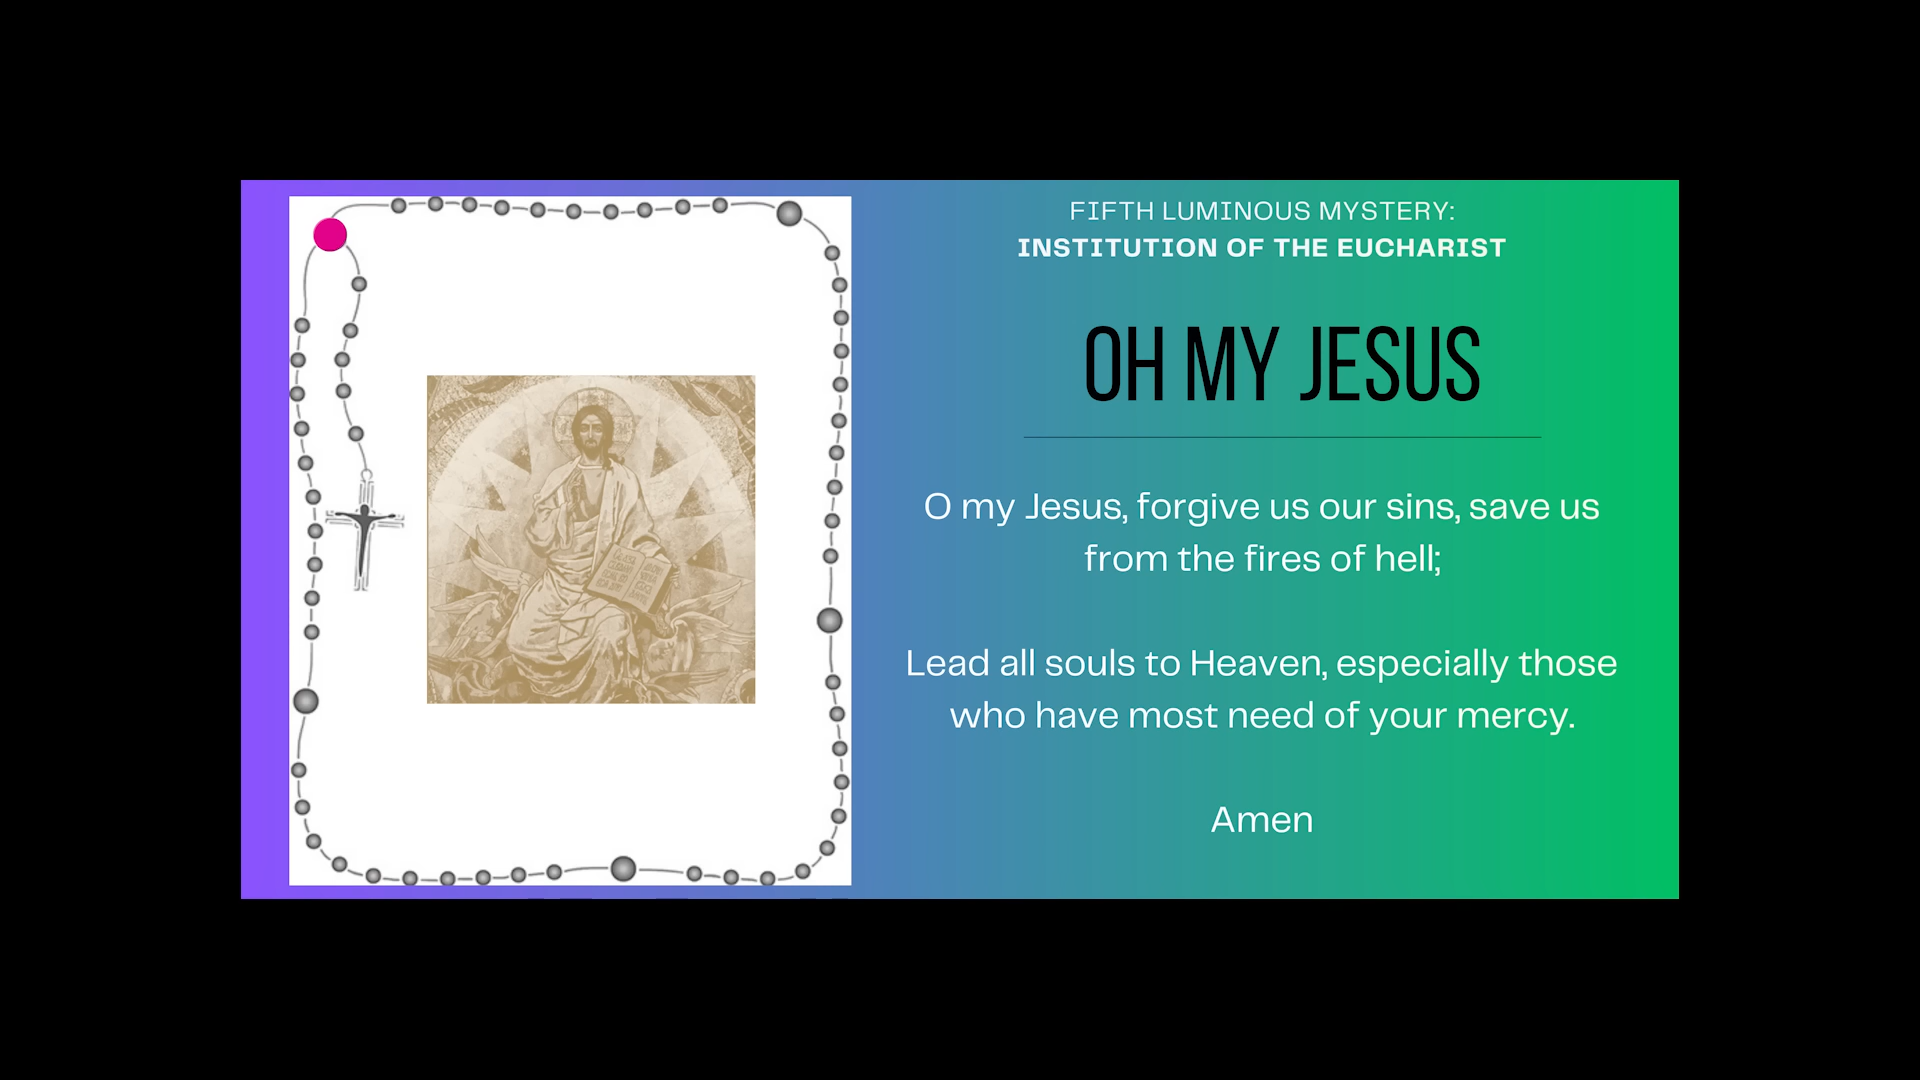 FIFTH LUMINOUS MYSTERY:
INSTITUTION OF THE EUCHARIST
OH MY JESUS
O my Jesus, forgive us our sins, save us
from the fires of hell;
Lead all souls to Heaven, especially those
who have most need of your mercy.
Amen